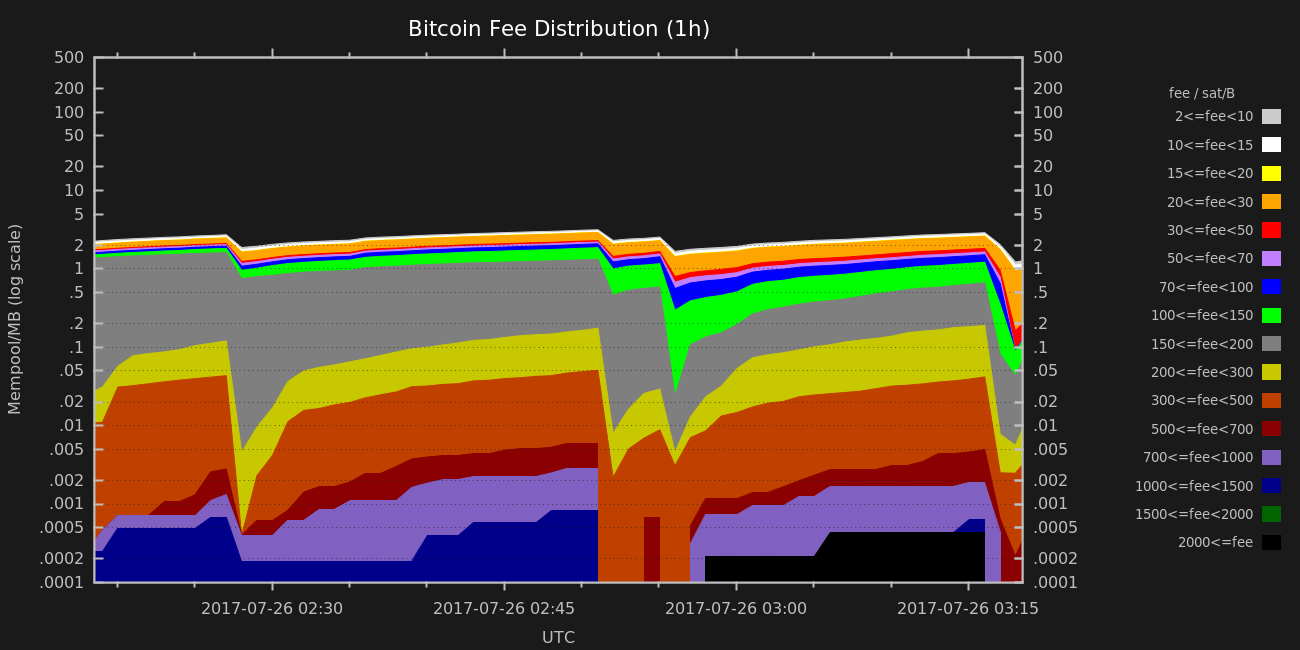 Bitcoin Fee Distribution (1h)
Mempool/MB (log scale)
500
200
100
50
20
10
5
2
1
.5
.2
.1
.05
.02
.01
.005
.002
.001
.0005
.0002
.0001
500
200
100
50
20
10
5
2
1
.5
.2
.1
.05
.02
.01
.005
.002
.001
.0005
.0002
.0001
fee / sat/B
2<=fee<10
10<=fee<15
15<=fee<20
20<=fee<30
30<=fee<50
50<=fee<70
70<=fee<100
100<=fee<150
150<=fee<200
200<=fee<300
300<=fee<500
500<=fee<700
700<=fee<1000
1000<=fee<1500
1500<=fee<2000
2000<=fee
2017-07-26 02:30 2017-07-26 02:45 2017-07-26 03:00 2017-07-26 03:15
UTC